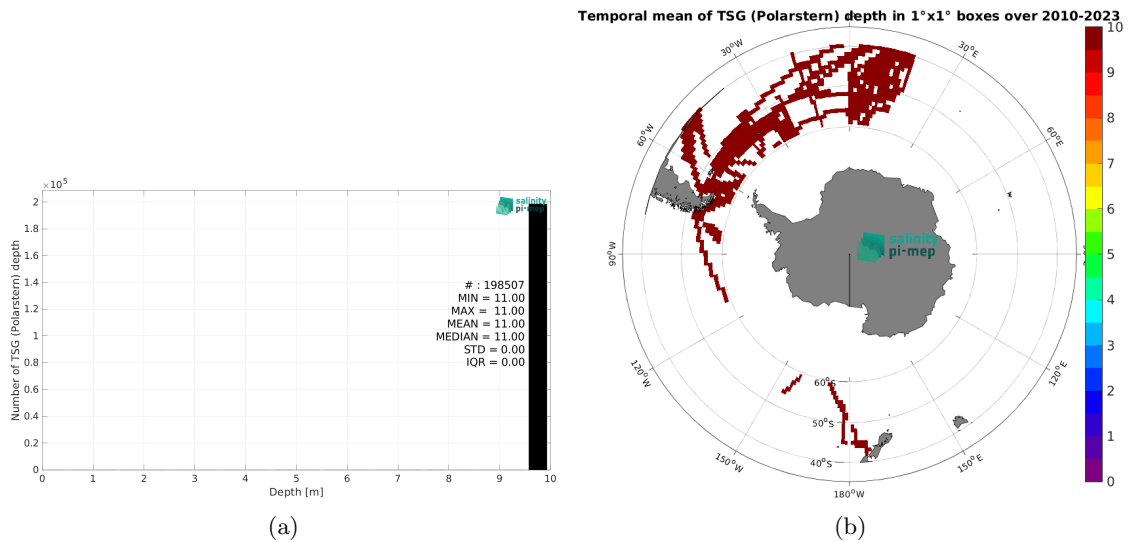 ×10⁵
2
1.8
1.6
1.4
1.2
1
0.8
0.6
0.4
0.2
0
Number of TSG (Polarstern) depth
salinity
pi-mep
# : 198507
MIN = 11.00
MAX = 11.00
MEAN = 11.00
MEDIAN = 11.00
STD = 0.00
IQR = 0.00
0 1 2 3 4 5 6 7 8 9 10
Depth [m]
(a)
Temporal mean of TSG (Polarstern) depth in 1°x1° boxes over 2010-2023
30°W
30°E
60°W
60°E
90°W
salinity
pi-mep
120°W
120°E
60°S
50°S
40°S
150°W
150°E
180°W
10
9
8
7
6
5
4
3
2
1
0
(b)